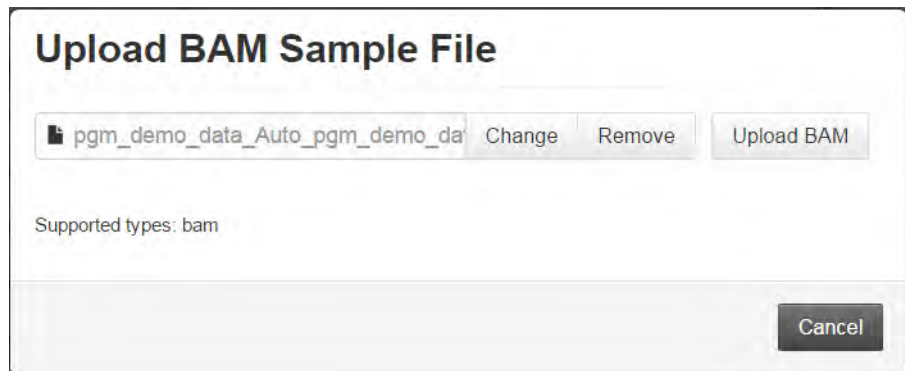 Upload BAM Sample File
pgm_demo_data_Auto_pgm_demo_da Change Remove Upload BAM
Supported types: bam
Cancel